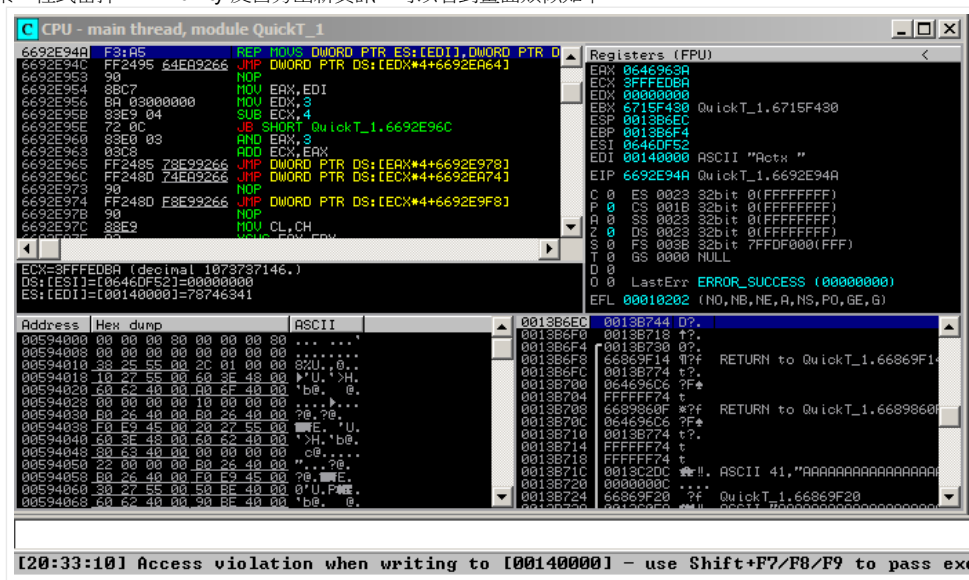 CPU - main thread, module QuickT_1
6692E94A F3:A5 REP MOVS DWORD PTR ES:[EDI],DWORD PTR D
6692E94C FF2495 64EA9266 JMP DWORD PTR DS:[EDX*4+6692EA64]
6692E953 90 NOP
6692E954 8BC7 MOV EAX,EDI
6692E956 BA 03000000 MOV EDX,3
6692E95B 83E9 04 SUB ECX,4
6692E95E 72 0C JB SHORT QuickT_1.6692E96C
6692E960 83E0 03 AND EAX,3
6692E963 03C8 ADD ECX,EAX
6692E965 FF2485 78E99266 JMP DWORD PTR DS:[EAX*4+6692E978]
6692E96C FF248D 74EA9266 JMP DWORD PTR DS:[ECX*4+6692EA74]
6692E973 90 NOP
6692E974 FF248D F8E99266 JMP DWORD PTR DS:[ECX*4+6692E9F8]
6692E97B 90 NOP
6692E97C 88E9 MOV CL,CH
ECX=3FFFEDBA (decimal 1073737146.)
DS:[ESI]=[0646DF52]=00000000
ES:[EDI]=[00140000]=78746341
Registers (FPU) <
EAX 0646963A
ECX 3FFFEDBA
EDX 00000000
EBX 6715F430 QuickT_1.6715F430
ESP 0013B6EC
EBP 0013B6F4
ESI 0646DF52
EDI 00140000 ASCII "Actx "
EIP 6692E94A QuickT_1.6692E94A
C 0 ES 0023 32bit 0(FFFFFFFF)
P 0 CS 001B 32bit 0(FFFFFFFF)
A 0 SS 0023 32bit 0(FFFFFFFF)
Z 0 DS 0023 32bit 0(FFFFFFFF)
S 0 FS 003B 32bit 7FFDF000(FFF)
T 0 GS 0000 NULL
D 0
O 0 LastErr ERROR_SUCCESS (00000000)
EFL 00010202 (NO,NB,NE,A,NS,PO,GE,G)
Address Hex dump ASCII
00594000 00 00 00 80 00 00 00 80
00594008 00 00 00 00 00 00 00 00 ........
00594010 38 25 55 00 2C 01 00 00 8%U.,0..
00594018 10 27 55 00 60 3E 48 00
00594020 60 62 40 00 A0 6F 40 00
00594028 00 00 00 00 10 00 00 00
00594030 B0 26 40 00 B0 26 40 00 ?@.?@.
00594038 F0 E9 45 00 20 27 55 00
00594040 60 3E 48 00 60 62 40 00 `>H.`b@.
00594048 80 63 40 00 00 00 00 00
00594050 22 00 00 00 B0 26 40 00 "...?@.
00594058 B0 26 40 00 F0 E9 45 00
00594060 30 27 55 00 50 BE 40 00
00594068 60 62 40 00 90 BE 40 00 `b@. @.
0013B6EC 0013B744 D?.
0013B6F0 0013B718 ↑?.
0013B6F4 0013B730 0?.
0013B6F8 66869F14 ¶?f RETURN to QuickT_1.66869F14
0013B6FC 0013B774 t?.
0013B700 064696C6 ?F♠
0013B704 FFFFFF74 t
0013B708 6689860F ☼?f RETURN to QuickT_1.6689860F
0013B70C 064696C6 ?F♠
0013B710 0013B774 t?.
0013B714 FFFFFF74 t
0013B718 FFFFFF74 t
0013B71C 0013C2DC ASCII 41,"AAAAAAAAAAAAAAAAA
0013B720 0000000C ....
0013B724 66869F20 ?f QuickT_1.66869F20
[20:33:10] Access violation when writing to [00140000] - use Shift+F7/F8/F9 to pass exc